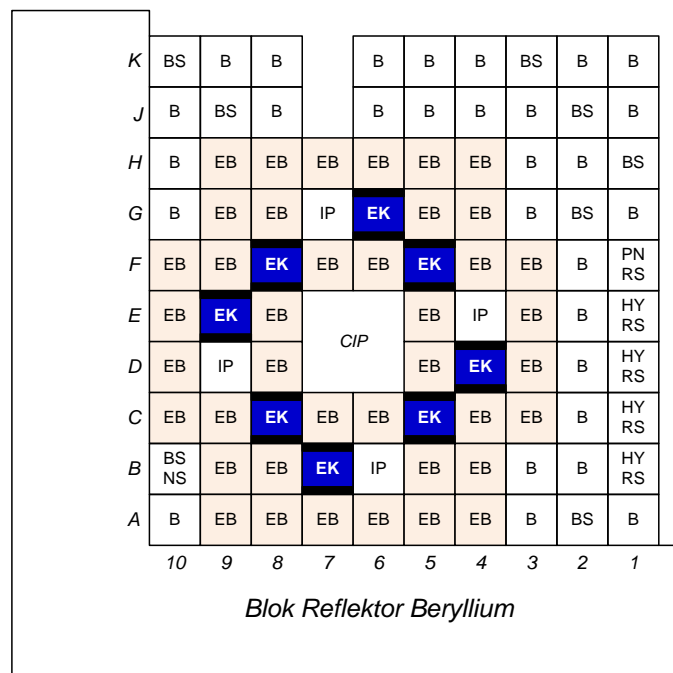 K BS B B B B B BS B B
J B BS B B B B B BS B
H B EB EB EB EB EB EB B B BS
G B EB EB IP EK EB EB B BS B
F EB EB EK EB EB EK EB EB B PN RS
E EB EK EB CIP EB IP EB B HY RS
D EB IP EB EB EK EB B HY RS
C EB EB EK EB EB EK EB EB B HY RS
B BS NS EB EB EK IP EB EB B B HY RS
A B EB EB EB EB EB EB B BS B
10 9 8 7 6 5 4 3 2 1
Blok Reflektor Beryllium